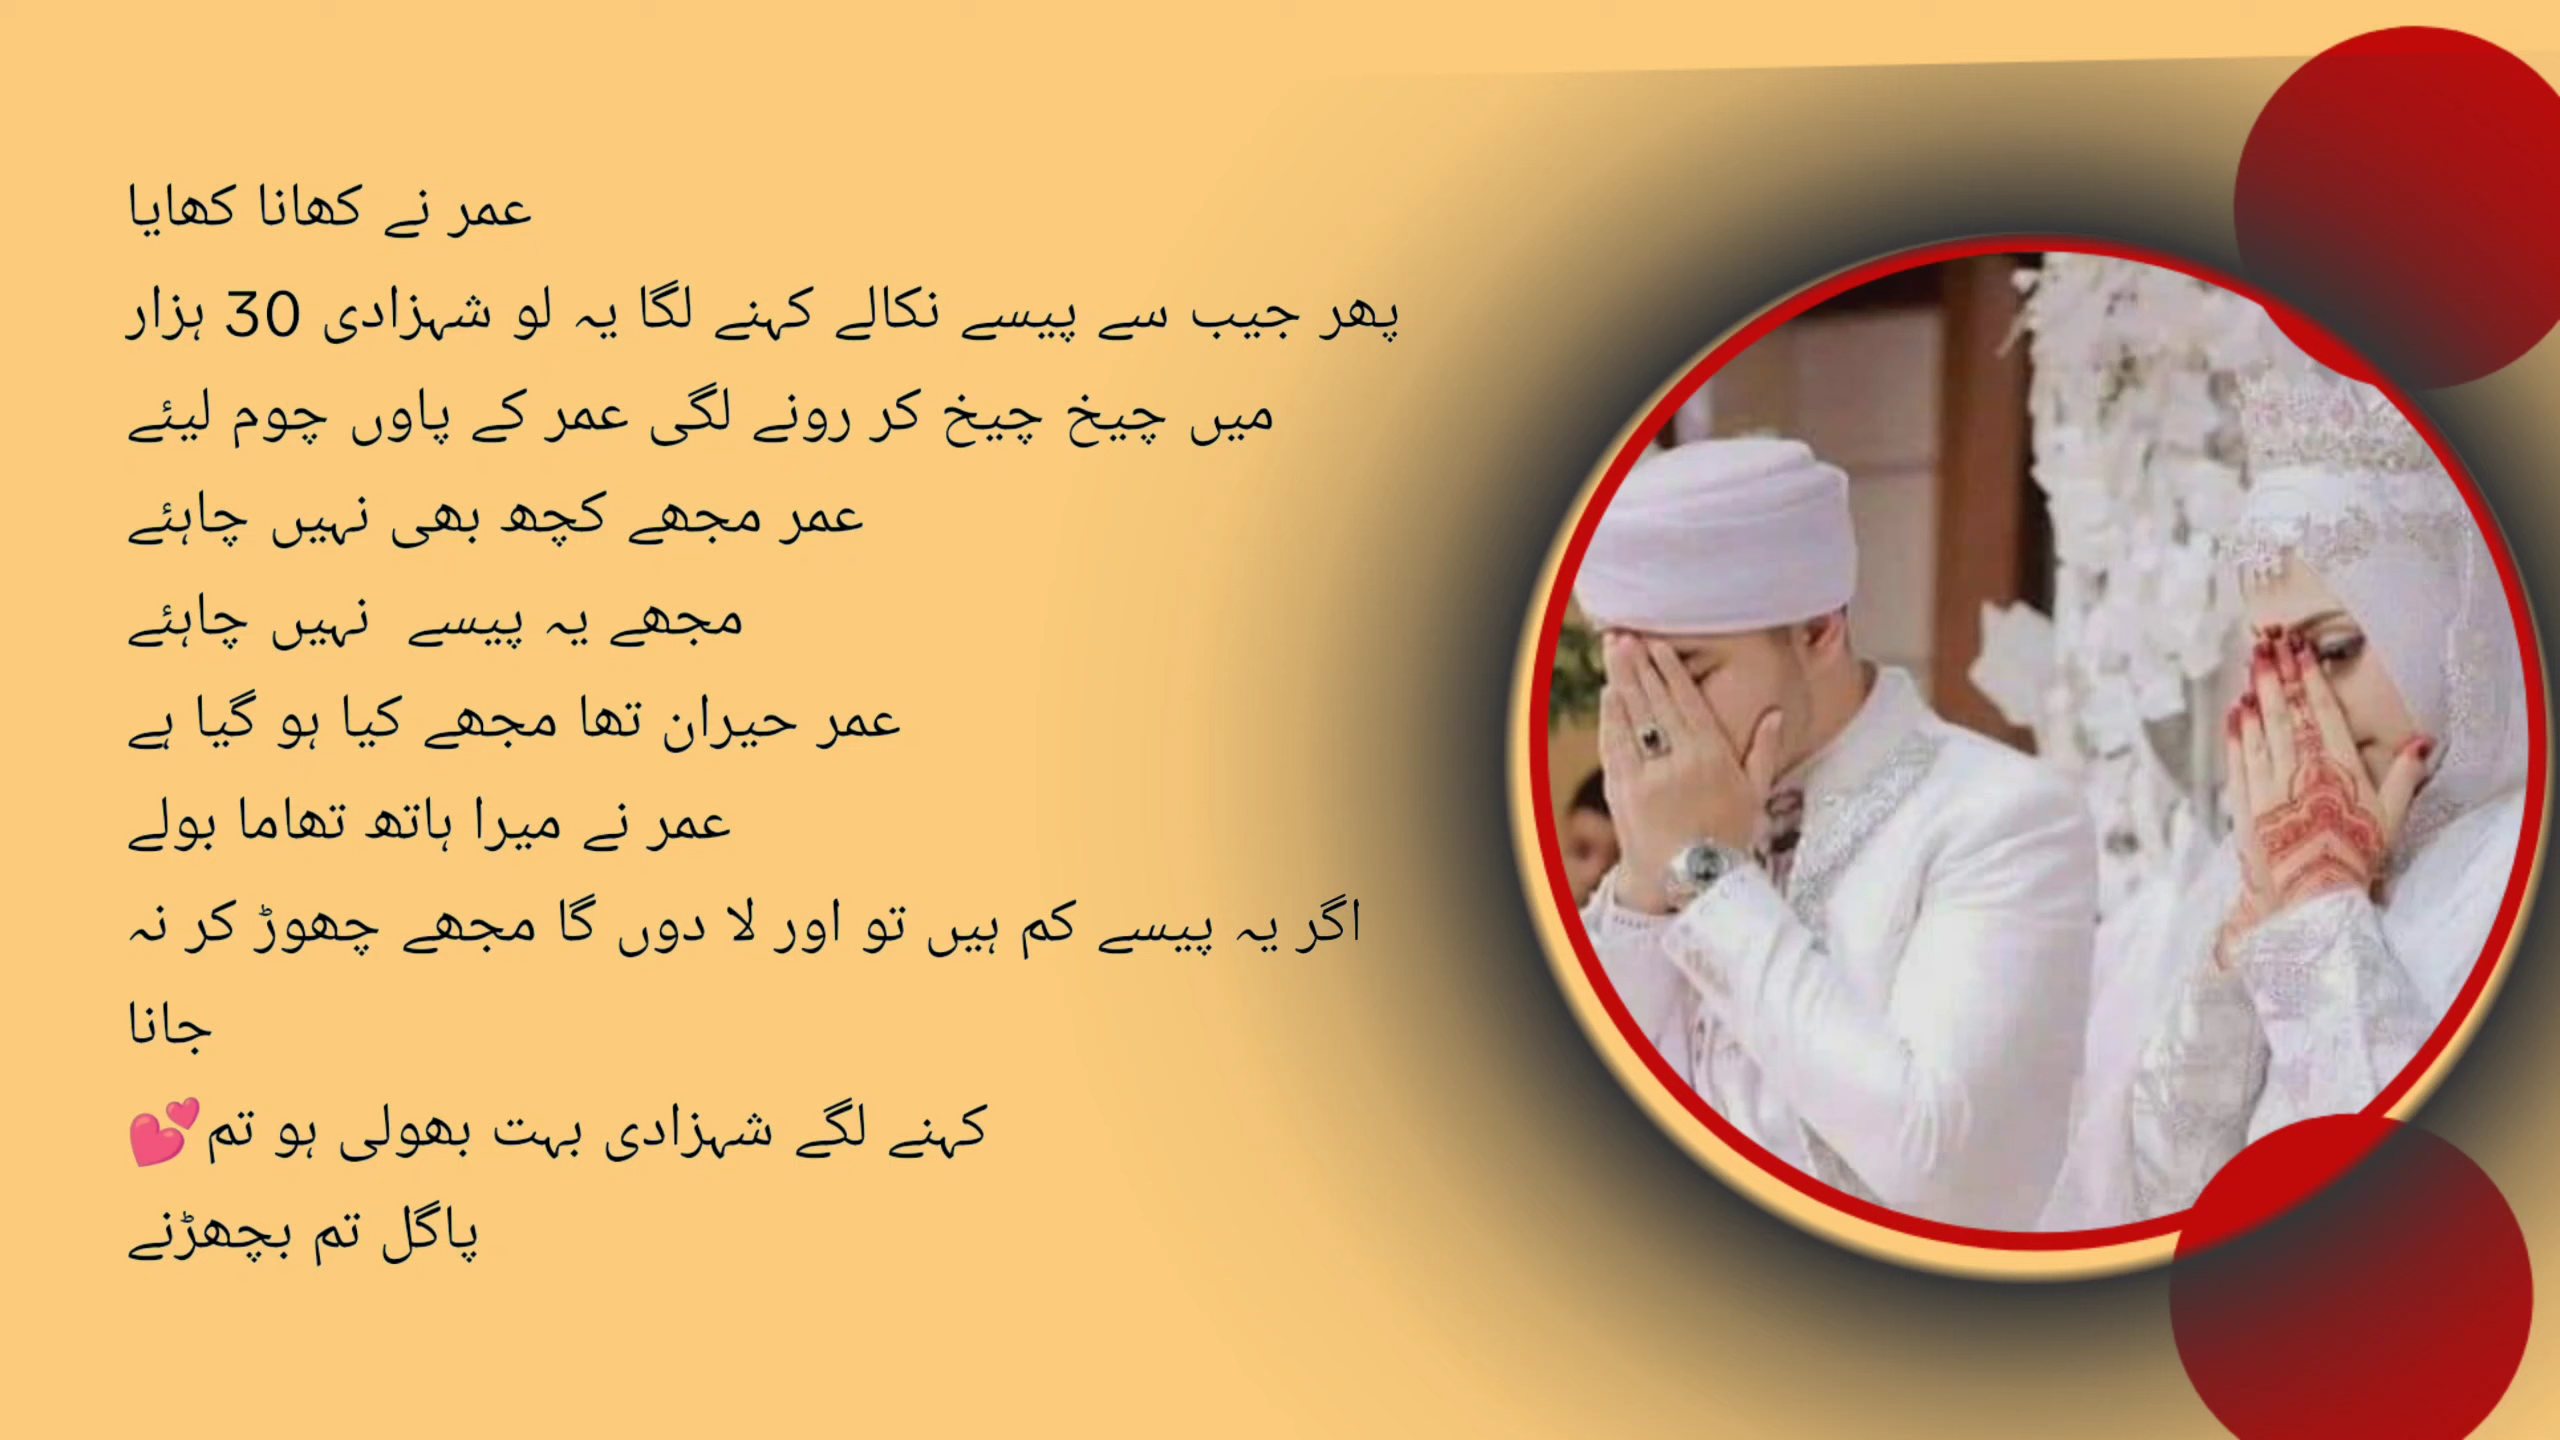 عمر نے کھانا کھایا
پھر جیب سے پیسے نکالے کہنے لگا یہ لو شہزادی 30 ہزار
میں چیخ چیخ کر رونے لگی عمر کے پاوں چوم لیئے
عمر مجھے کچھ بھی نہیں چاہئے
مجھے یہ پیسے نہیں چاہئے
عمر حیران تھا مجھے کیا ہو گیا ہے
عمر نے میرا ہاتھ تھاما بولے
اگر یہ پیسے کم ہیں تو اور لا دوں گا مجھے چھوڑ کر نہ
جانا
کہنے لگے شہزادی بہت بھولی ہو تم💕
پاگل تم بچھڑنے